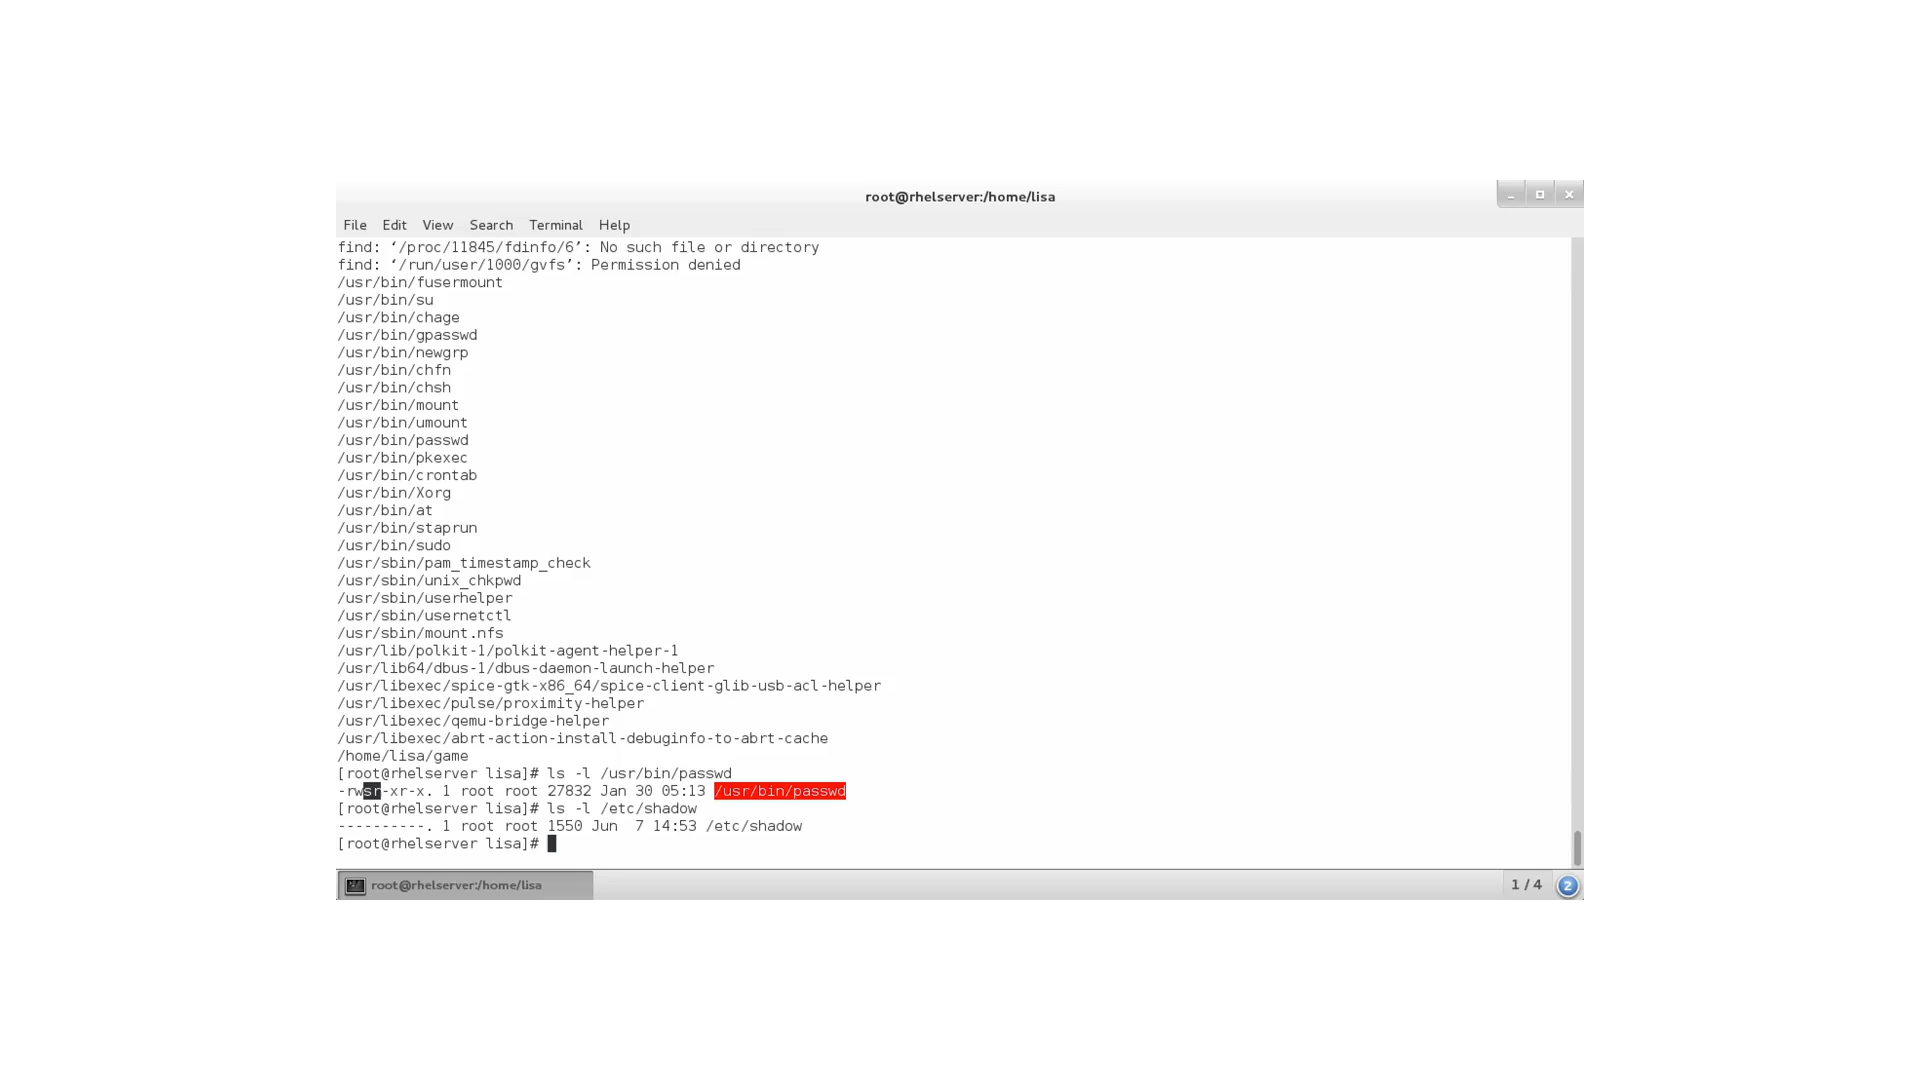 root@rhelserver:/home/lisa
File Edit View Search Terminal Help
find: ‘/proc/11845/fdinfo/6’: No such file or directory
find: ‘/run/user/1000/gvfs’: Permission denied
/usr/bin/fusermount
/usr/bin/su
/usr/bin/chage
/usr/bin/gpasswd
/usr/bin/newgrp
/usr/bin/chfn
/usr/bin/chsh
/usr/bin/mount
/usr/bin/umount
/usr/bin/passwd
/usr/bin/pkexec
/usr/bin/crontab
/usr/bin/Xorg
/usr/bin/at
/usr/bin/staprun
/usr/bin/sudo
/usr/sbin/pam_timestamp_check
/usr/sbin/unix_chkpwd
/usr/sbin/userhelper
/usr/sbin/usernetctl
/usr/sbin/mount.nfs
/usr/lib/polkit-1/polkit-agent-helper-1
/usr/lib64/dbus-1/dbus-daemon-launch-helper
/usr/libexec/spice-gtk-x86_64/spice-client-glib-usb-acl-helper
/usr/libexec/pulse/proximity-helper
/usr/libexec/qemu-bridge-helper
/usr/libexec/abrt-action-install-debuginfo-to-abrt-cache
/home/lisa/game
[root@rhelserver lisa]# ls -l /usr/bin/passwd
-rwsr-xr-x. 1 root root 27832 Jan 30 05:13 /usr/bin/passwd
[root@rhelserver lisa]# ls -l /etc/shadow
----------. 1 root root 1550 Jun  7 14:53 /etc/shadow
[root@rhelserver lisa]#
root@rhelserver:/home/lisa
1 / 4 2